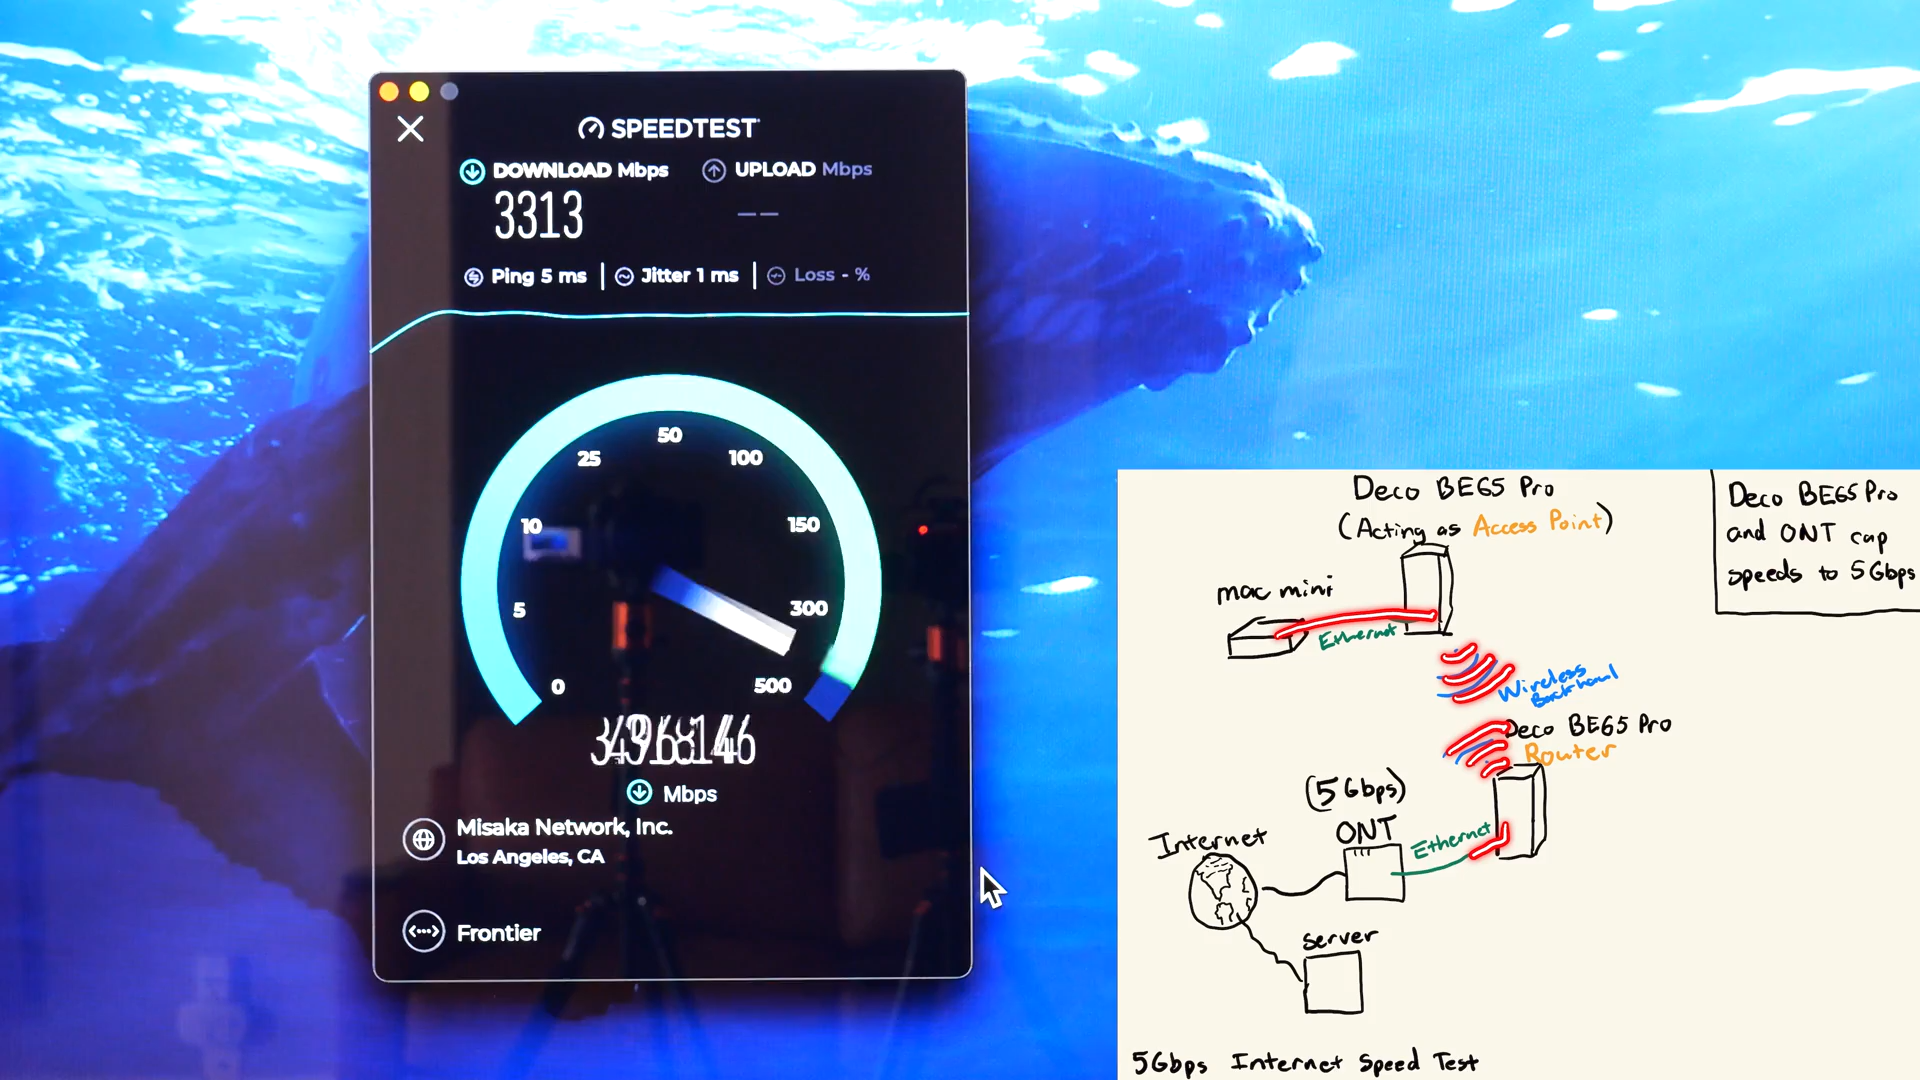 SPEEDTEST
DOWNLOAD Mbps
UPLOAD Mbps
3313
— —
Ping 5 ms
Jitter 1 ms
Loss - %
0
5
10
25
50
100
150
300
500
Mbps
Misaka Network, Inc.
Los Angeles, CA
Frontier
Deco BE65 Pro
(Acting as Access Point)
mac mini
Ethernet
Wireless
Backhaul
Deco BE65 Pro
Router
(5 Gbps)
ONT
Ethernet
Internet
server
5Gbps Internet Speed Test
Deco BE65 Pro
and ONT cap
speeds to 5Gbps